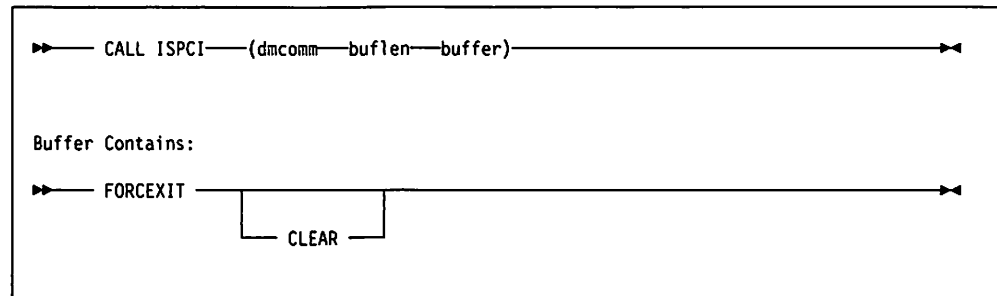 CALL ISPCI (dmcomm buflen buffer)
Buffer Contains:
FORCEXIT
CLEAR